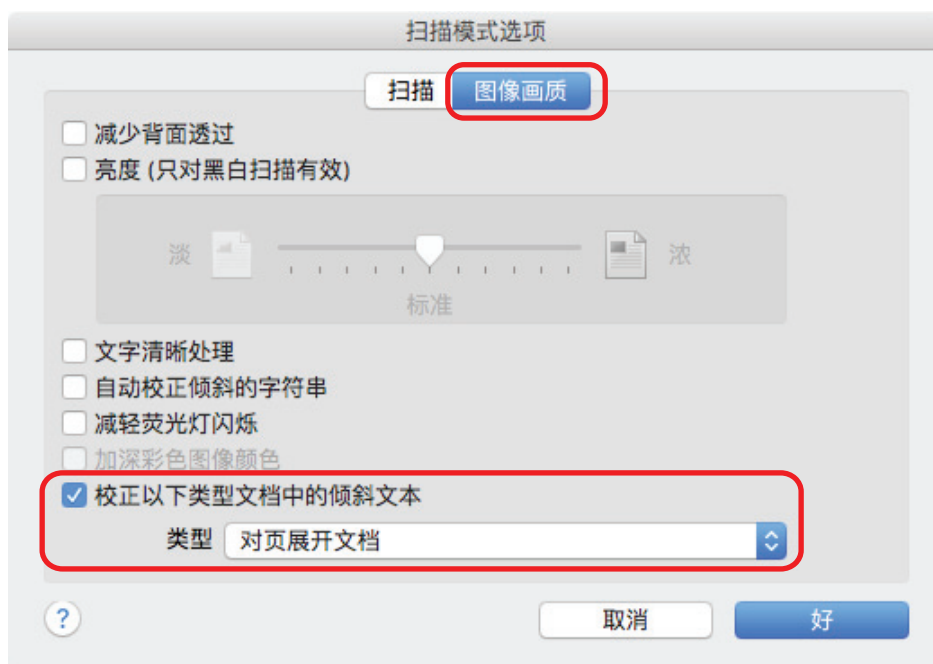 扫描模式选项
扫描 图像画质
减少背面透过
亮度 (只对黑白扫描有效)
淡 浓
标准
文字清晰处理
自动校正倾斜的字符串
减轻荧光灯闪烁
加深彩色图像颜色
校正以下类型文档中的倾斜文本
类型 对页展开文档
? 取消 好